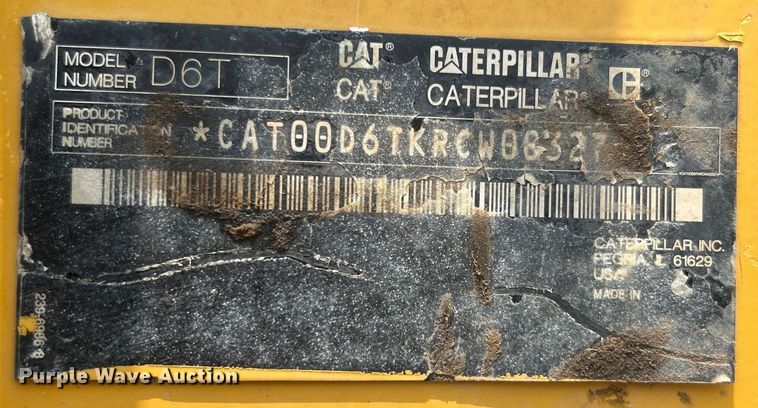 MODEL NUMBER D6T
CAT® CATERPILLAR®
CAT® CATERPILLAR®
PRODUCT IDENTIFICATION NUMBER
*CAT00D6TKRCW00327
CATERPILLAR INC.
PEORIA, IL 61629
USA
MADE IN
Purple Wave Auction